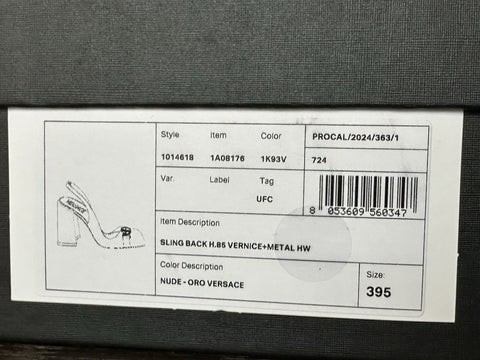 Style Item Color PROCAL/2024/363/1
1014618 1A08176 1K93V 724
Var. Label Tag
UFC
8 053609 560347
Item Description
SLING BACK H.85 VERNICE+METAL HW
Color Description
NUDE - ORO VERSACE
Size:
395